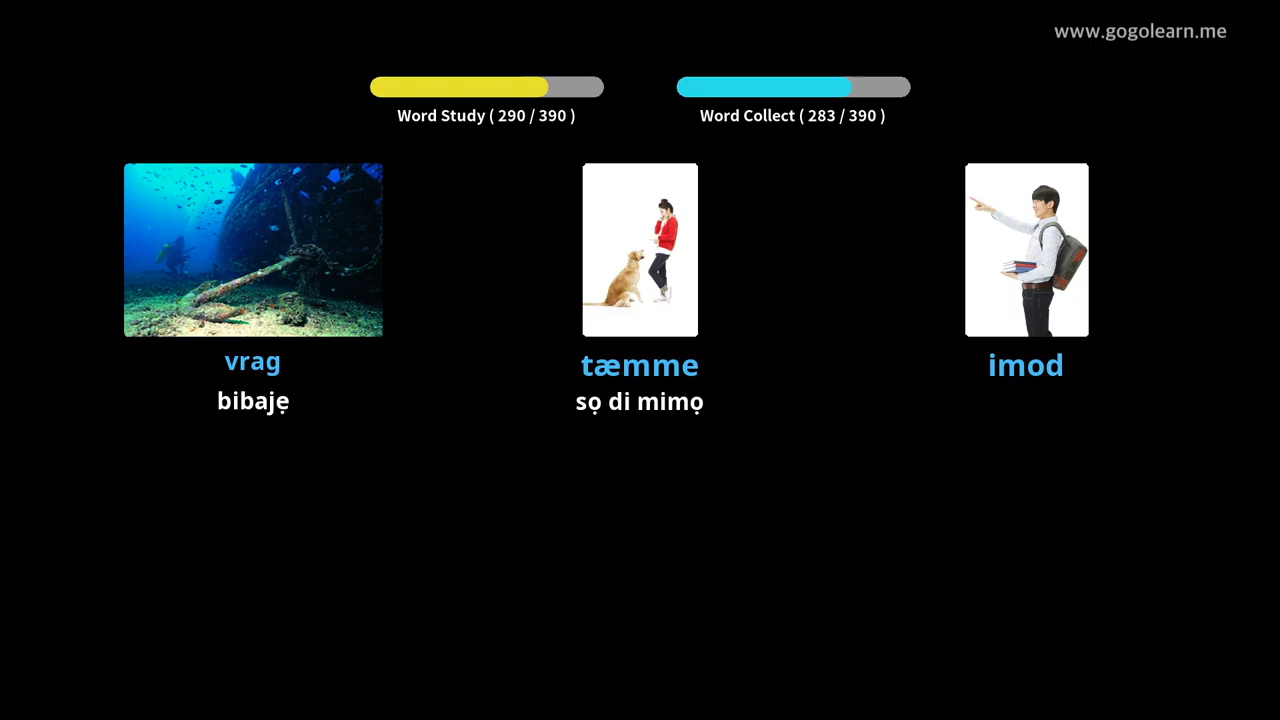 www.gogolearn.me
Word Study ( 290 / 390 )
Word Collect ( 283 / 390 )
vrag
tæmme
imod
bibajẹ
sọ di mimọ